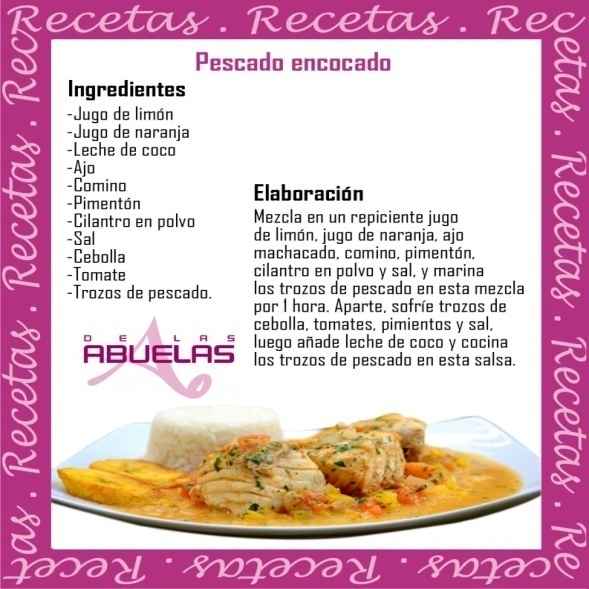 Recetas . Recetas . Rec
etas . Recetas . Recetas . Re
cetas . Recetas . Recet
as . Recetas . Recetas . Rec
Pescado encocado
Ingredientes
-Jugo de limón
-Jugo de naranja
-Leche de coco
-Ajo
-Comino
-Pimentón
-Cilantro en polvo
-Sal
-Cebolla
-Tomate
-Trozos de pescado.
Elaboración
Mezcla en un repiciente jugo
de limón, jugo de naranja, ajo
machacado, comino, pimentón,
cilantro en polvo y sal, y marina
los trozos de pescado en esta mezcla
por 1 hora. Aparte, sofríe trozos de
cebolla, tomates, pimientos y sal,
luego añade leche de coco y cocina
los trozos de pescado en esta salsa.
DE LAS
ABUELAS